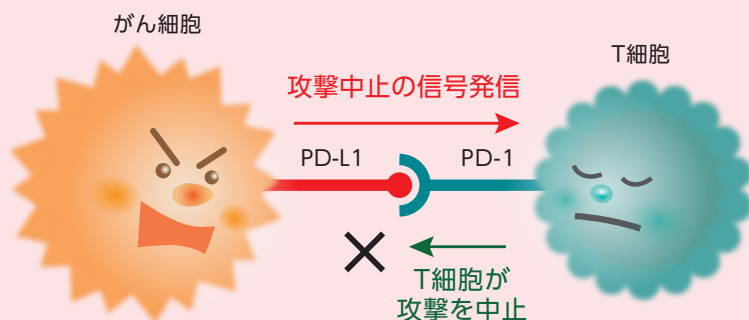 がん細胞
T細胞
攻撃中止の信号発信
PD-L1
PD-1
T細胞が
攻撃を中止